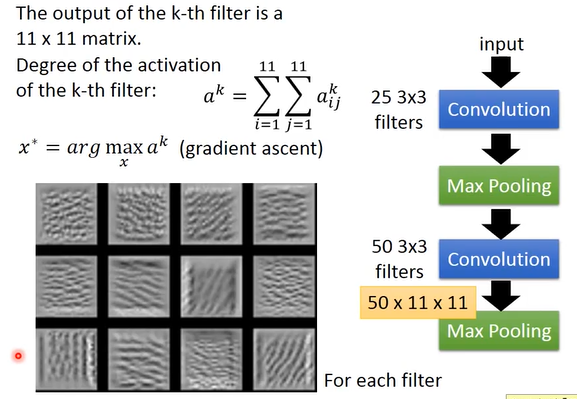 The output of the k-th filter is a
11 x 11 matrix.
Degree of the activation
of the k-th filter:
a^k = ∑_{i=1}^{11} ∑_{j=1}^{11} a_{ij}^k
x^* = arg max_x a^k (gradient ascent)
input
25 3x3
filters
Convolution
Max Pooling
50 3x3
filters
Convolution
50 x 11 x 11
Max Pooling
For each filter